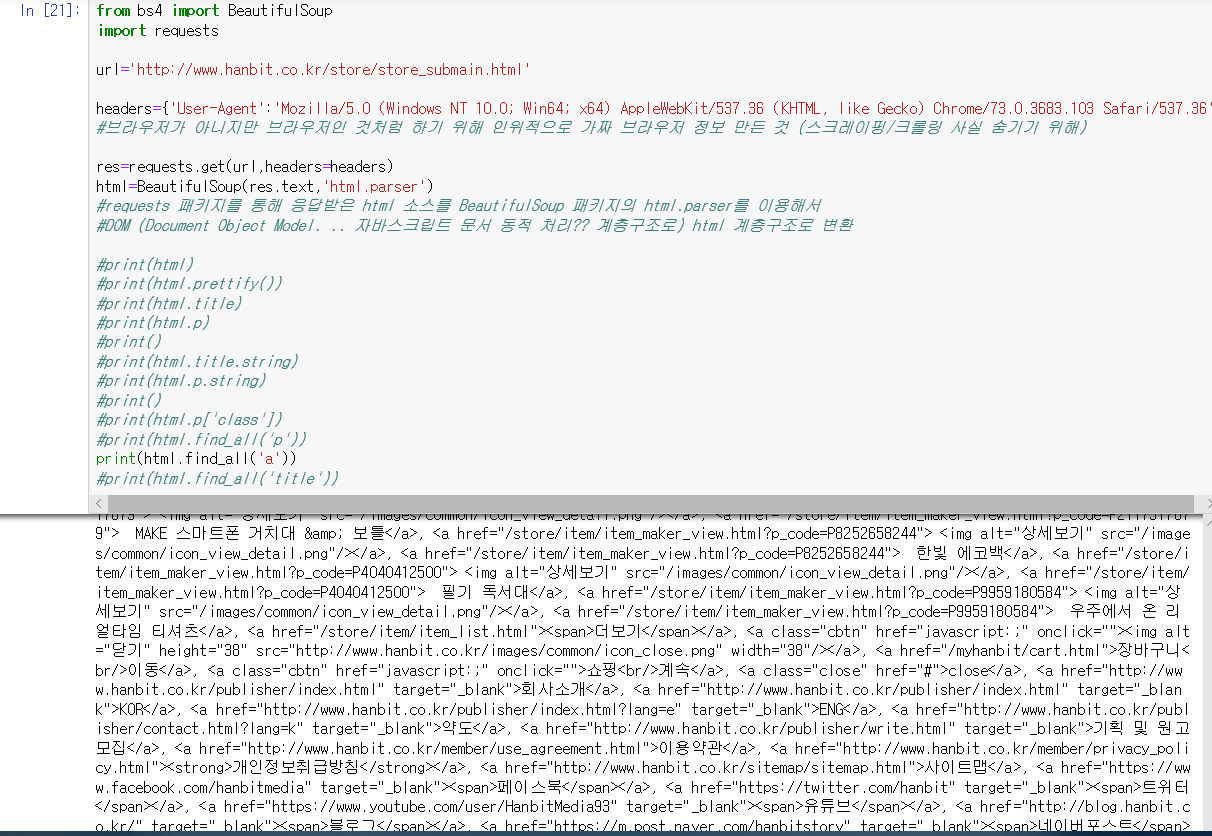 In [21]:
from bs4 import BeautifulSoup
import requests
url='http://www.hanbit.co.kr/store/store_submain.html'
headers={'User-Agent':'Mozilla/5.0 (Windows NT 10.0; Win64; x64) AppleWebKit/537.36 (KHTML, like Gecko) Chrome/73.0.3683.103 Safari/537.36'
#브라우저가 아니지만 브라우저인 것처럼 하기 위해 인위적으로 가짜 브라우저 정보 만든 것 (스크레이핑/크롤링 사실 숨기기 위해)
res=requests.get(url,headers=headers)
html=BeautifulSoup(res.text,'html.parser')
#requests 패키지를 통해 응답받은 html 소스를 BeautifulSoup 패키지의 html.parser를 이용해서
#DOM (Document Object Model. .. 자바스크립트 문서 동적 처리?? 계층구조로) html 계층구조로 변환
#print(html)
#print(html.prettify())
#print(html.title)
#print(html.p)
#print()
#print(html.title.string)
#print(html.p.string)
#print()
#print(html.p['class'])
#print(html.find_all('p'))
print(html.find_all('a'))
#print(html.find_all('title'))
<img alt="상세보기" src="/images/common/icon_view_detail.png"/></a>, <a href="/store/item/item_maker_view.html?
9">  MAKE 스마트폰 거치대 &amp; 보틀</a>, <a href="/store/item/item_maker_view.html?p_code=P8252658244"> <img alt="상세보기" src="/image
s/common/icon_view_detail.png"/></a>, <a href="/store/item/item_maker_view.html?p_code=P8252658244">  한빛 에코백</a>, <a href="/store/i
tem/item_maker_view.html?p_code=P4040412500"> <img alt="상세보기" src="/images/common/icon_view_detail.png"/></a>, <a href="/store/item/
item_maker_view.html?p_code=P4040412500">  필기 독서대</a>, <a href="/store/item/item_maker_view.html?p_code=P9959180584"> <img alt="상
세보기" src="/images/common/icon_view_detail.png"/></a>, <a href="/store/item/item_maker_view.html?p_code=P9959180584">  우주에서 온 리
얼타임 티셔츠</a>, <a href="/store/item/item_list.html"><span>더보기</span></a>, <a class="cbtn" href="javascript:;" onclick=""><img alt
="닫기" height="38" src="http://www.hanbit.co.kr/images/common/icon_close.png" width="38"/></a>, <a href="/myhanbit/cart.html">장바구니<
br/>이동</a>, <a class="cbtn" href="javascript:;" onclick="">쇼핑<br/>계속</a>, <a class="close" href="#">close</a>, <a href="http://ww
w.hanbit.co.kr/publisher/index.html" target="_blank">회사소개</a>, <a href="http://www.hanbit.co.kr/publisher/index.html" target="_blan
k">KOR</a>, <a href="http://www.hanbit.co.kr/publisher/index.html?lang=e" target="_blank">ENG</a>, <a href="http://www.hanbit.co.kr/publ
isher/contact.html?lang=k" target="_blank">약도</a>, <a href="http://www.hanbit.co.kr/publisher/write.html" target="_blank">기획 및 원고
모집</a>, <a href="http://www.hanbit.co.kr/member/use_agreement.html">이용약관</a>, <a href="http://www.hanbit.co.kr/member/privacy_poli
cy.html"><strong>개인정보취급방침</strong></a>, <a href="http://www.hanbit.co.kr/sitemap/sitemap.html">사이트맵</a>, <a href="https://ww
w.facebook.com/hanbitmedia" target="_blank"><span>페이스북</span></a>, <a href="https://twitter.com/hanbit" target="_blank"><span>트위터
</span></a>, <a href="https://www.youtube.com/user/HanbitMedia93" target="_blank"><span>유튜브</span></a>, <a href="http://blog.hanbit.c
o.kr/" target="_blank"><span>블로그</span></a>, <a href="https://m.post.naver.com/hanbitstory" target="_blank"><span>네이버포스트</span>